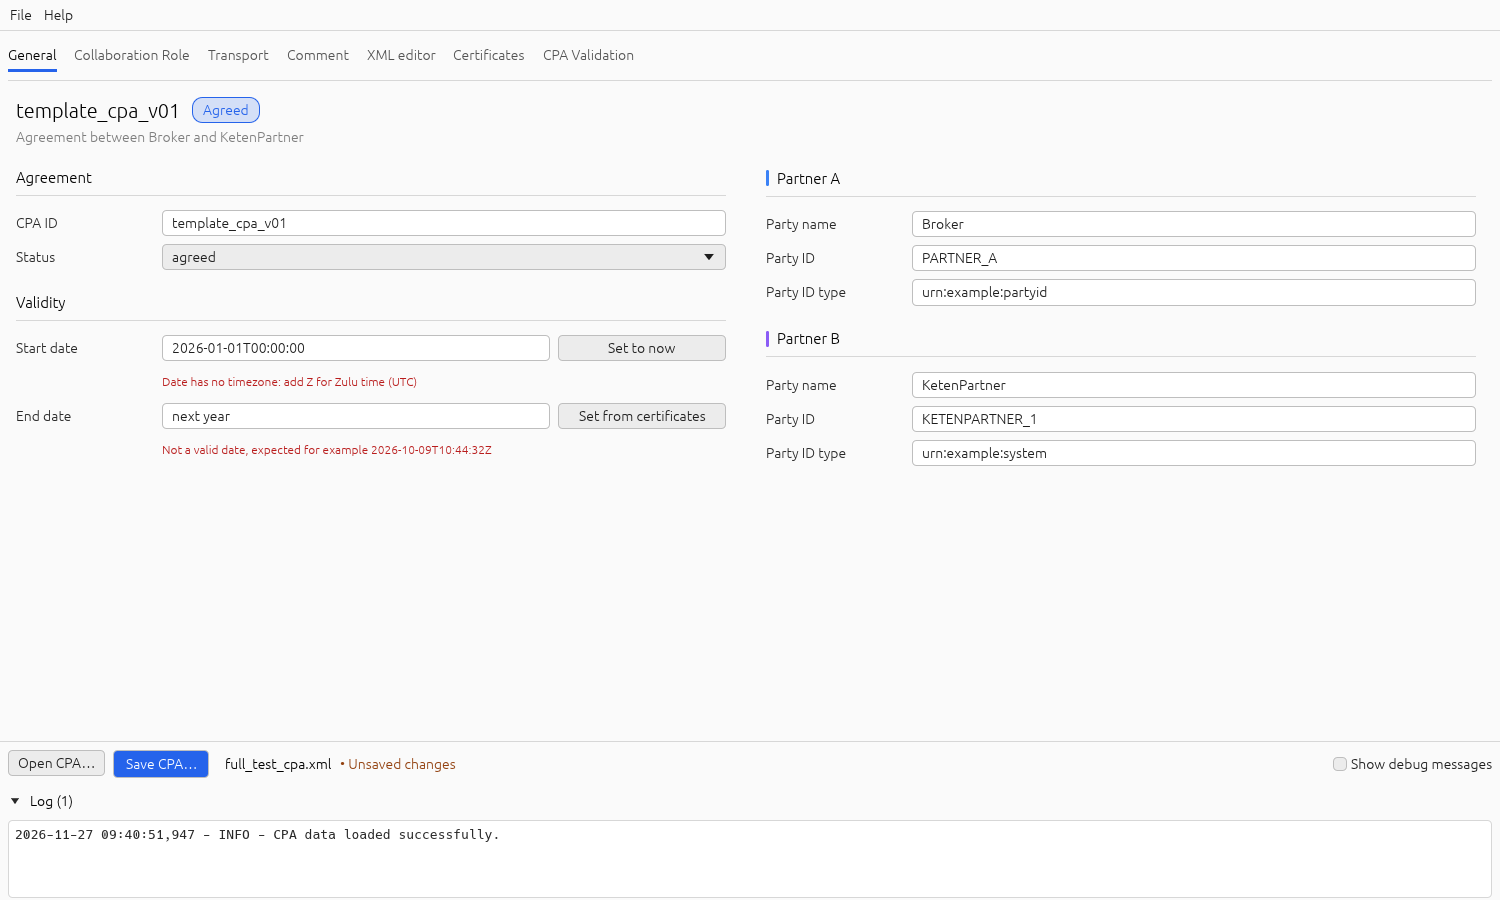 File Help
General Collaboration Role Transport Comment XML editor Certificates CPA Validation
template_cpa_v01 Agreed
Agreement between Broker and KetenPartner
Agreement
CPA ID template_cpa_v01
Status agreed
Validity
Start date 2026-01-01T00:00:00 Set to now
Date has no timezone: add Z for Zulu time (UTC)
End date next year Set from certificates
Not a valid date, expected for example 2026-10-09T10:44:32Z
Partner A
Party name Broker
Party ID PARTNER_A
Party ID type urn:example:partyid
Partner B
Party name KetenPartner
Party ID KETENPARTNER_1
Party ID type urn:example:system
Open CPA... Save CPA... full_test_cpa.xml • Unsaved changes Show debug messages
Log (1)
2026-11-27 09:40:51,947 - INFO - CPA data loaded successfully.